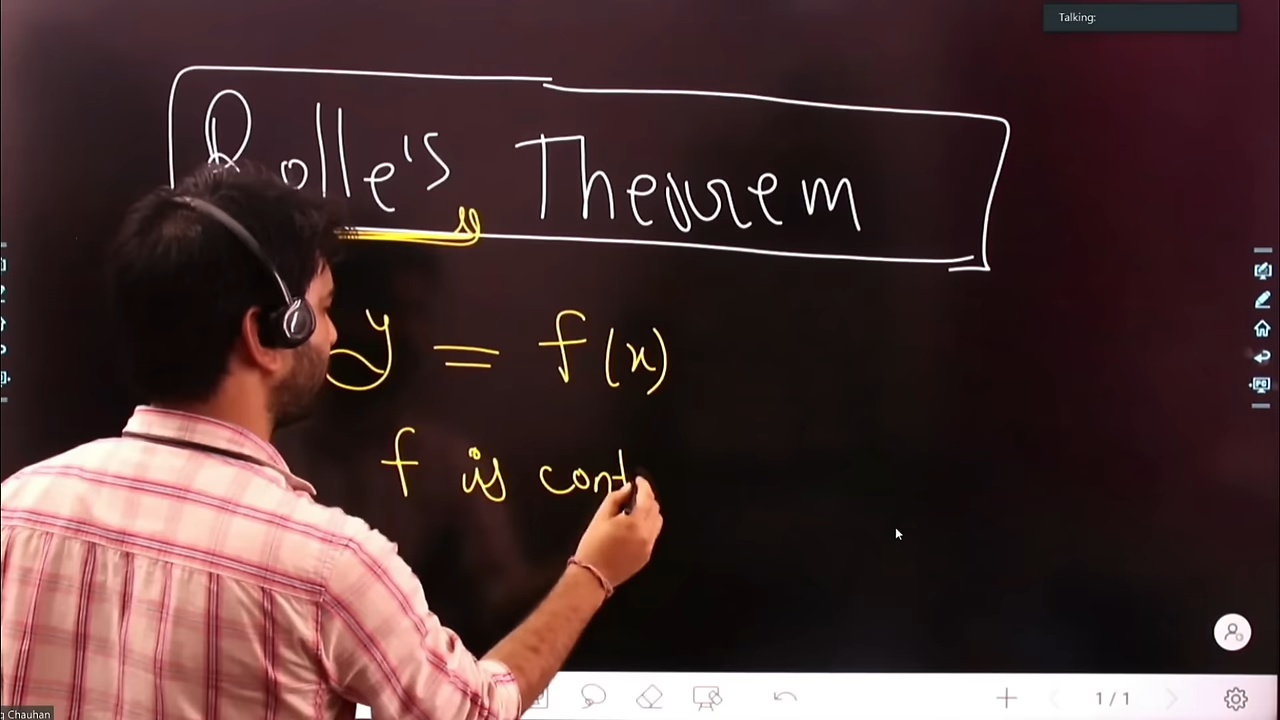 Talking:
Rolle's Theorem
y = f(x)
f is cont
Chauhan
1/1